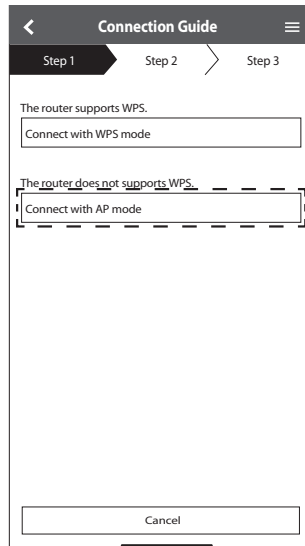 Connection Guide
Step 1 Step 2 Step 3
The router supports WPS.
Connect with WPS mode
The router does not supports WPS.
Connect with AP mode
Cancel